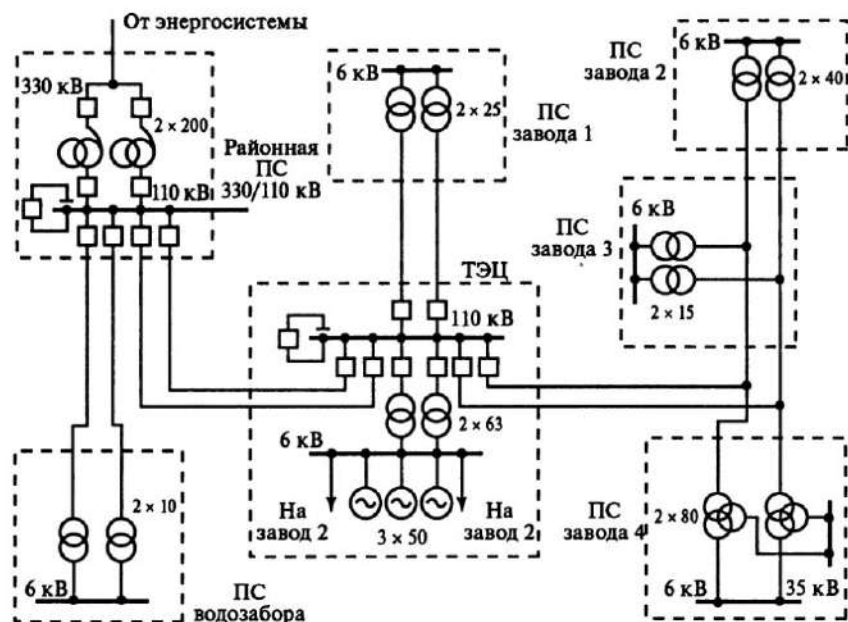 От энергосистемы
330 кВ
2 × 200
Районная
ПС
330/110 кВ
110 кВ
6 кВ
2 × 25
ПС
завода 1
ПС
завода 2
6 кВ
2 × 40
6 кВ
ПС
завода 3
2 × 15
ТЭЦ
110 кВ
2 × 63
6 кВ
На
завод 2
3 × 50
На
завод 2
2 × 10
6 кВ
ПС
водозабора
ПС
завода 4
2 × 80
6 кВ
35 кВ